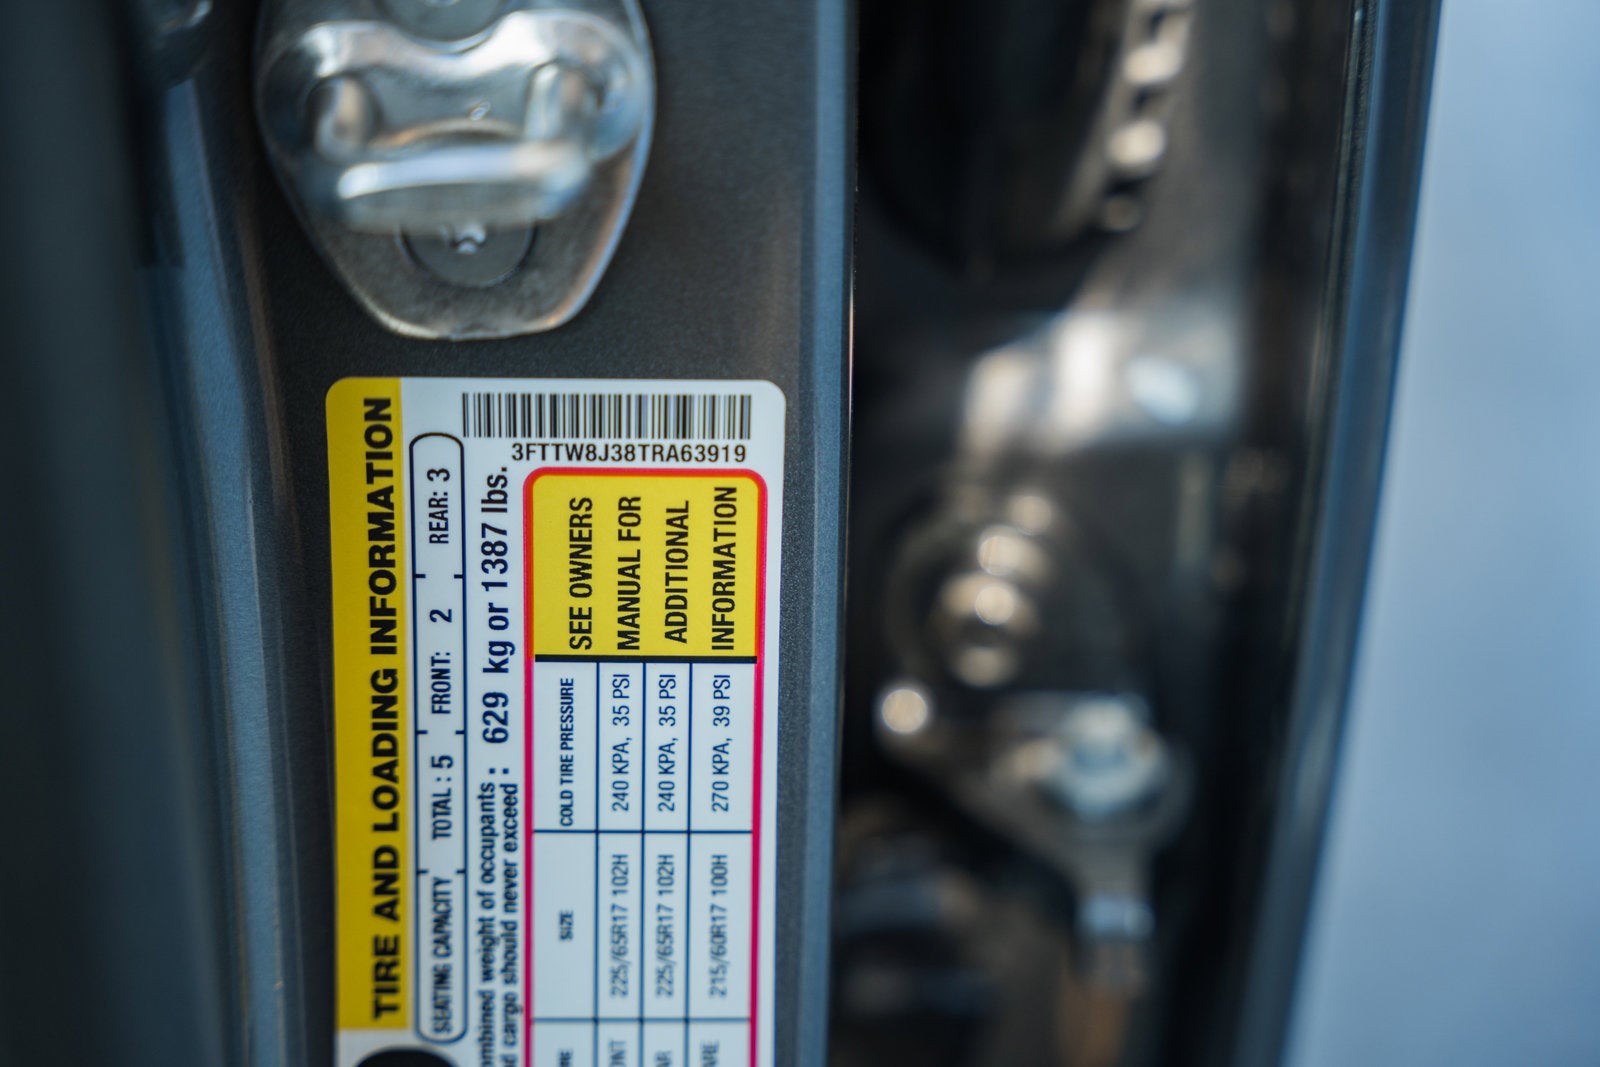 TIRE AND LOADING INFORMATION
SEATING CAPACITY TOTAL : 5 FRONT: 2 REAR: 3
weight of occupants :
cargo should never exceed : 629 kg or 1387 lbs.
3FTTW8J38TRA63919
SIZE COLD TIRE PRESSURE
225/65R17 102H 240 KPA, 35 PSI
225/65R17 102H 240 KPA, 35 PSI
215/60R17 100H 270 KPA, 39 PSI
SEE OWNERS
MANUAL FOR
ADDITIONAL
INFORMATION